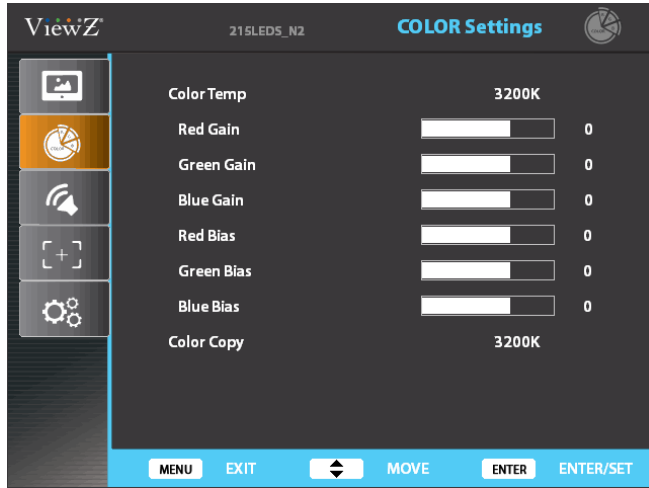 ViewZ® 215LEDS_N2 COLOR Settings
Color Temp 3200K
Red Gain 0
Green Gain 0
Blue Gain 0
Red Bias 0
Green Bias 0
Blue Bias 0
Color Copy 3200K
MENU EXIT MOVE ENTER ENTER/SET